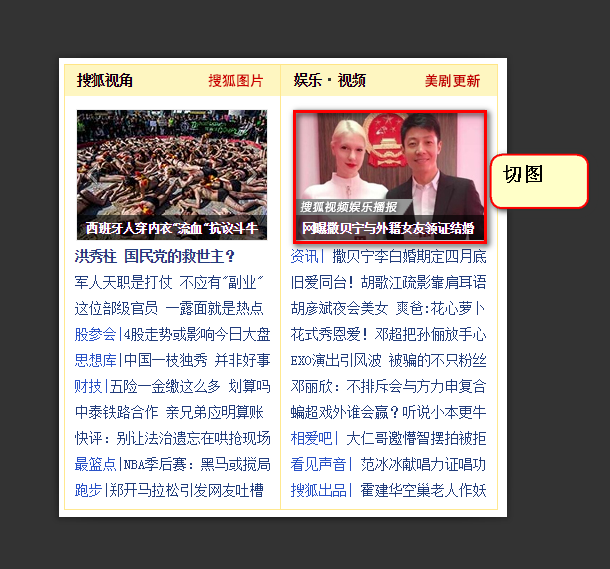 搜狐视角
搜狐图片
西班牙人穿内衣"流血"抗议斗牛
洪秀柱 国民党的救世主？
军人天职是打仗 不应有"副业"
这位部级官员 一露面就是热点
股参会|4股走势或影响今日大盘
思想库|中国一枝独秀 并非好事
财技|五险一金缴这么多 划算吗
中泰铁路合作 亲兄弟应明算账
快评：别让法治遗忘在哄抢现场
最篮点|NBA季后赛：黑马或搅局
跑步|郑开马拉松引发网友吐槽
娱乐·视频
美剧更新
搜狐视频娱乐播报
网曝撒贝宁与外籍女友领证结婚
资讯| 撒贝宁李白婚期定四月底
旧爱同台！胡歌江疏影靠肩耳语
胡彦斌夜会美女 爽爸:花心萝卜
花式秀恩爱！邓超把孙俪放手心
EXO演出引风波 被骗的不只粉丝
邓丽欣：不排斥会与方力申复合
蝙超戏外谁会赢？听说小本更牛
相爱吧| 大仁哥邀懵智摆拍被拒
看见声音| 范冰冰献唱力证唱功
搜狐出品| 霍建华空巢老人作妖
切图